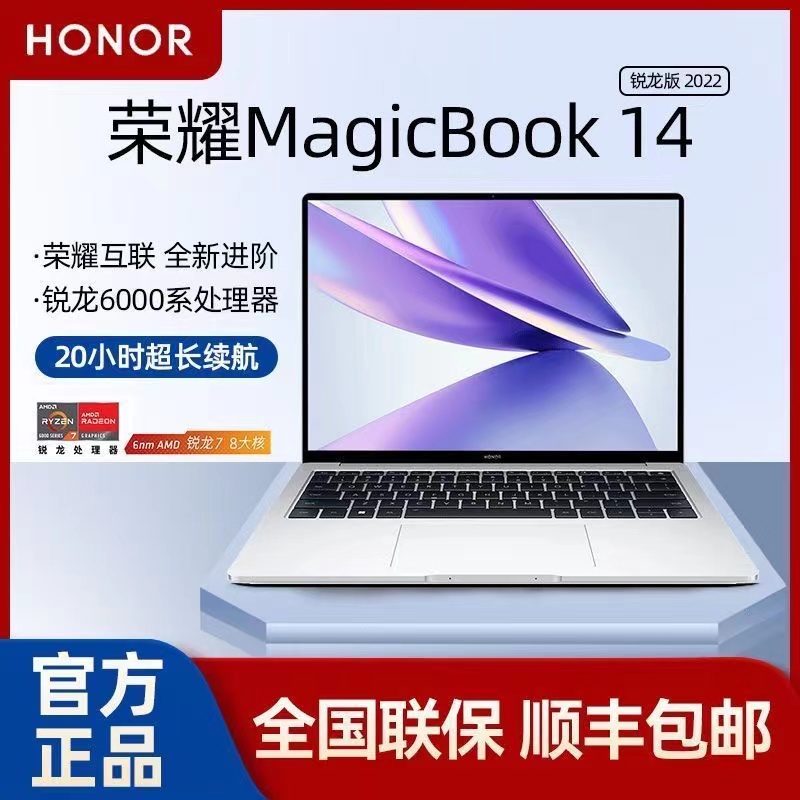 HONOR
锐龙版 2022
荣耀MagicBook 14
·荣耀互联 全新进阶
·锐龙6000系处理器
20小时超长续航
AMD
RYZEN
6000 SERIES 7
AMD
RADEON
GRAPHICS
锐龙处理器
6nm AMD 锐龙7 8大核
HONOR
官方
正品
全国联保 顺丰包邮